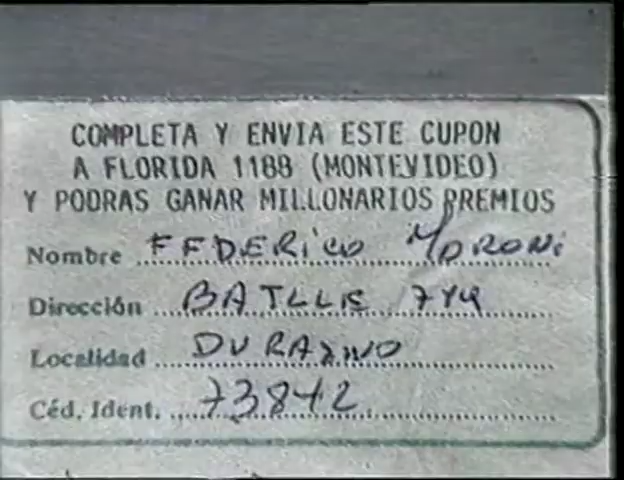 COMPLETA Y ENVIA ESTE CUPON
A FLORIDA 1188 (MONTEVIDEO)
Y PODRAS GANAR MILLONARIOS PREMIOS
Nombre FEDERICO MORONI
Dirección BATLLE 744
Localidad DURAZNO
Céd. Ident. 73842